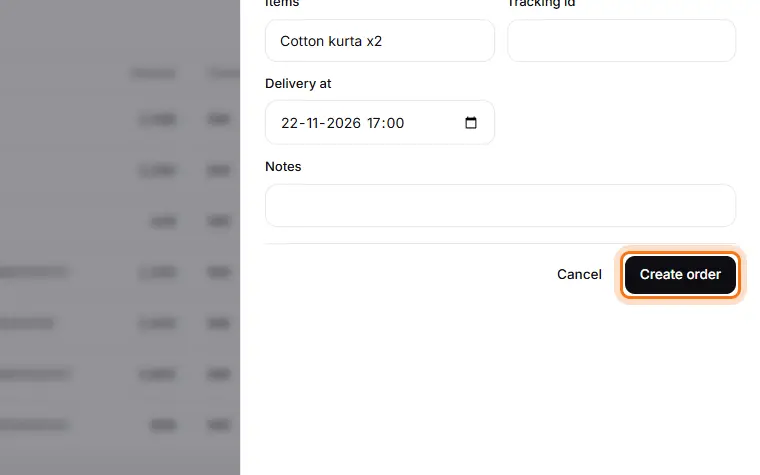 Items
Tracking id
Cotton kurta x2
Delivery at
22-11-2026 17:00
Notes
Cancel
Create order